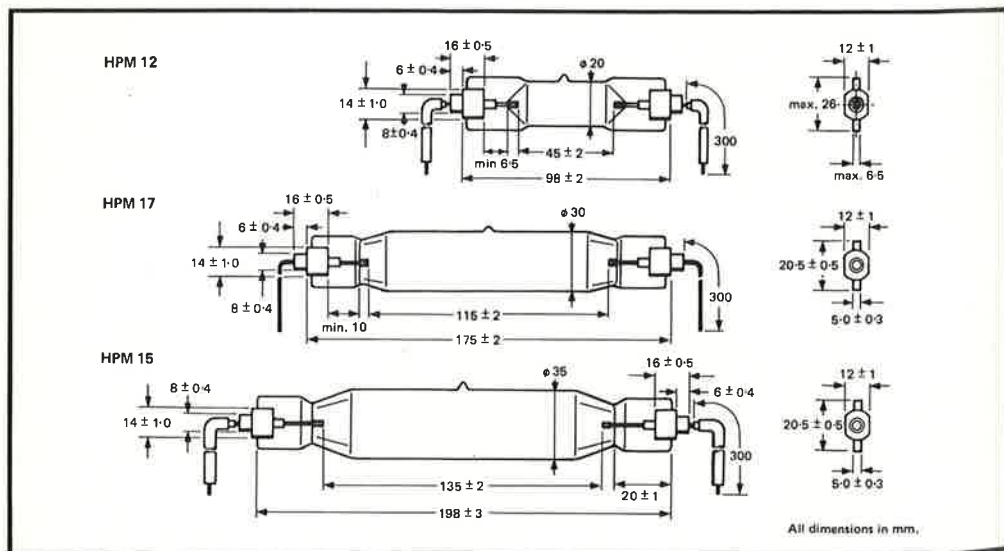 HPM 12
16 ± 0·5
6 ± 0·4
14 ± 1·0
8±0·4
ø 20
min 6·5
45 ± 2
98 ± 2
300
12 ± 1
max. 26
max. 6·5
HPM 17
16 ± 0·5
6 ± 0·4
14 ± 1·0
8 ± 0·4
ø 30
min. 10
115 ± 2
175 ± 2
300
12 ± 1
20·5 ± 0·5
5·0 ± 0·3
HPM 15
8 ± 0·4
14 ± 1·0
ø 35
16 ± 0·5
6 ± 0·4
135 ± 2
20 ± 1
198 ± 3
300
12 ± 1
20·5 ± 0·5
5·0 ± 0·3
All dimensions in mm.